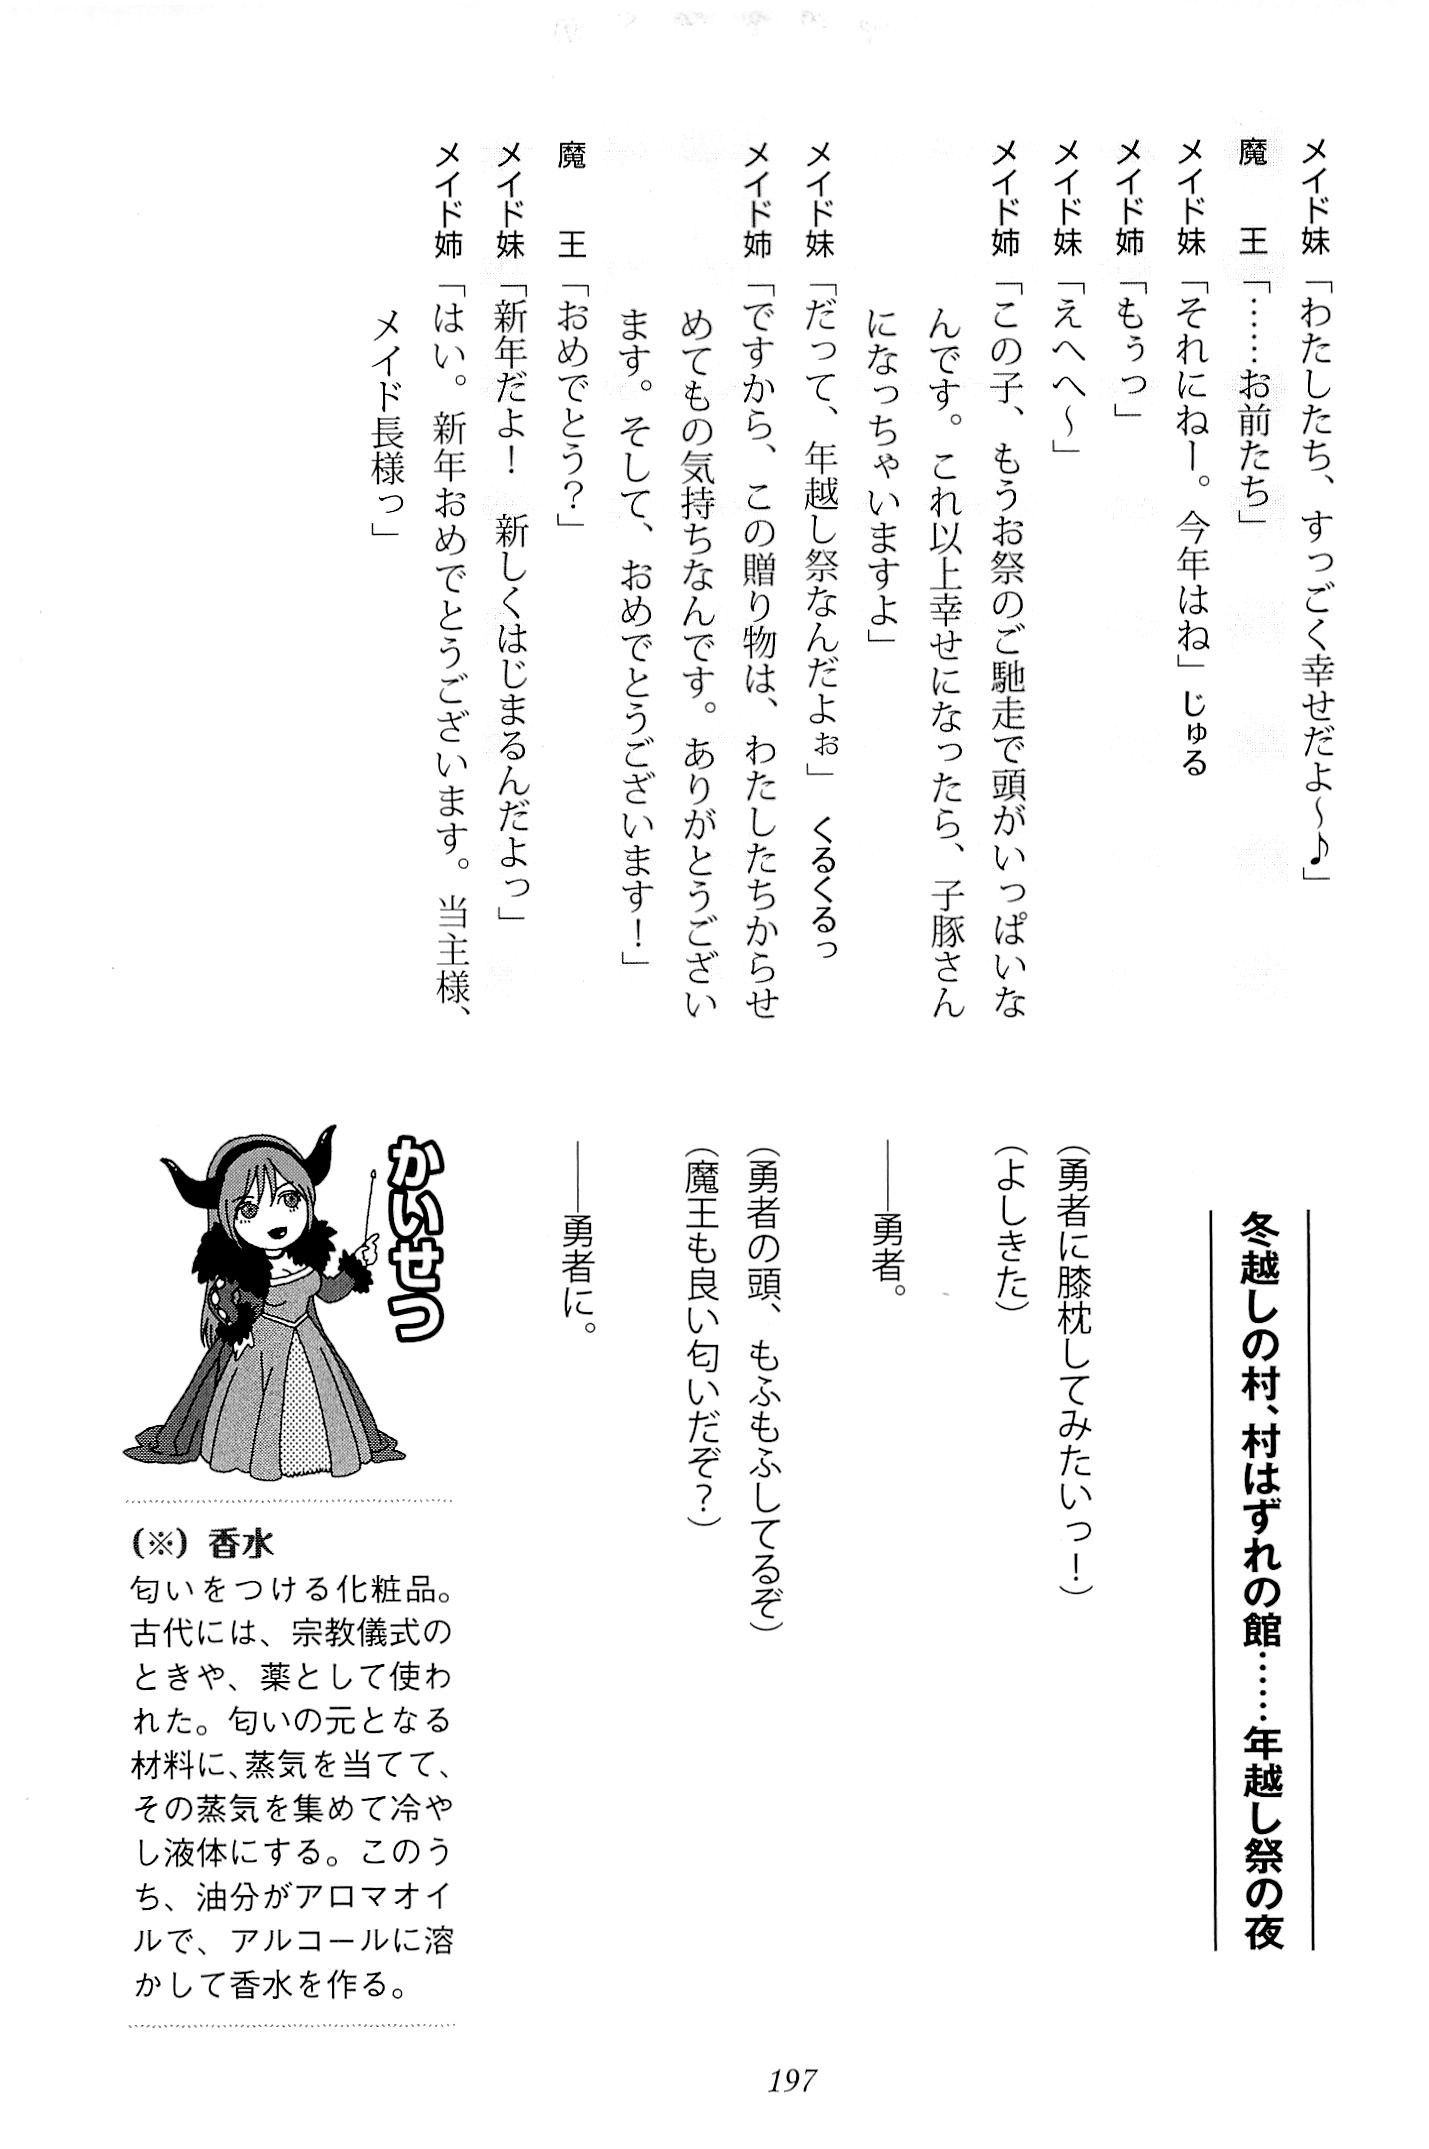 メイド妹「わたしたち、すっごく幸せだよ～♪」
魔　王「……お前たち」
メイド妹「それにねー。今年はね」じゅる
メイド姉「もぅっ」
メイド妹「えへへ～」
メイド姉「この子、もうお祭のご馳走で頭がいっぱいな
んです。これ以上幸せになったら、子豚さん
になっちゃいますよ」
メイド妹「だって、年越し祭なんだよぉ」くるくるっ
メイド姉「ですから、この贈り物は、わたしたちからせ
めてもの気持ちなんです。ありがとうござい
ます。そして、おめでとうございます！」
魔　王「おめでとう？」
メイド妹「新年だよ！　新しくはじまるんだよっ」
メイド姉「はい。新年おめでとうございます。当主様、
メイド長様っ」
冬越しの村、村はずれの館……年越し祭の夜
（勇者に膝枕してみたいっ！）
（よしきた）
――勇者。
（勇者の頭、もふもふしてるぞ）
（魔王も良い匂いだぞ？）
――勇者に。
かいせつ
（※）香水
匂いをつける化粧品。
古代には、宗教儀式の
ときや、薬として使わ
れた。匂いの元となる
材料に、蒸気を当てて、
その蒸気を集めて冷や
し液体にする。このう
ち、油分がアロマオイ
ルで、アルコールに溶
かして香水を作る。
197